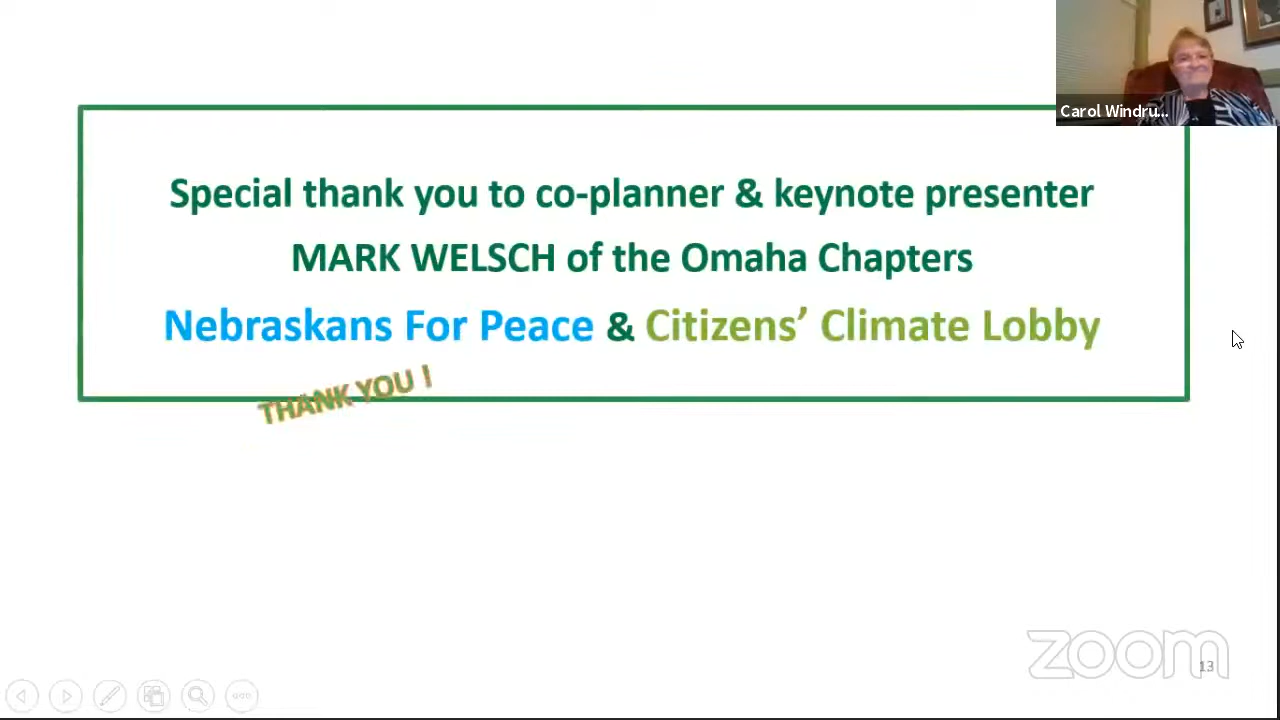 Carol Windru...
Special thank you to co-planner & keynote presenter
MARK WELSCH of the Omaha Chapters
Nebraskans For Peace & Citizens’ Climate Lobby
THANK YOU !
zoom
13